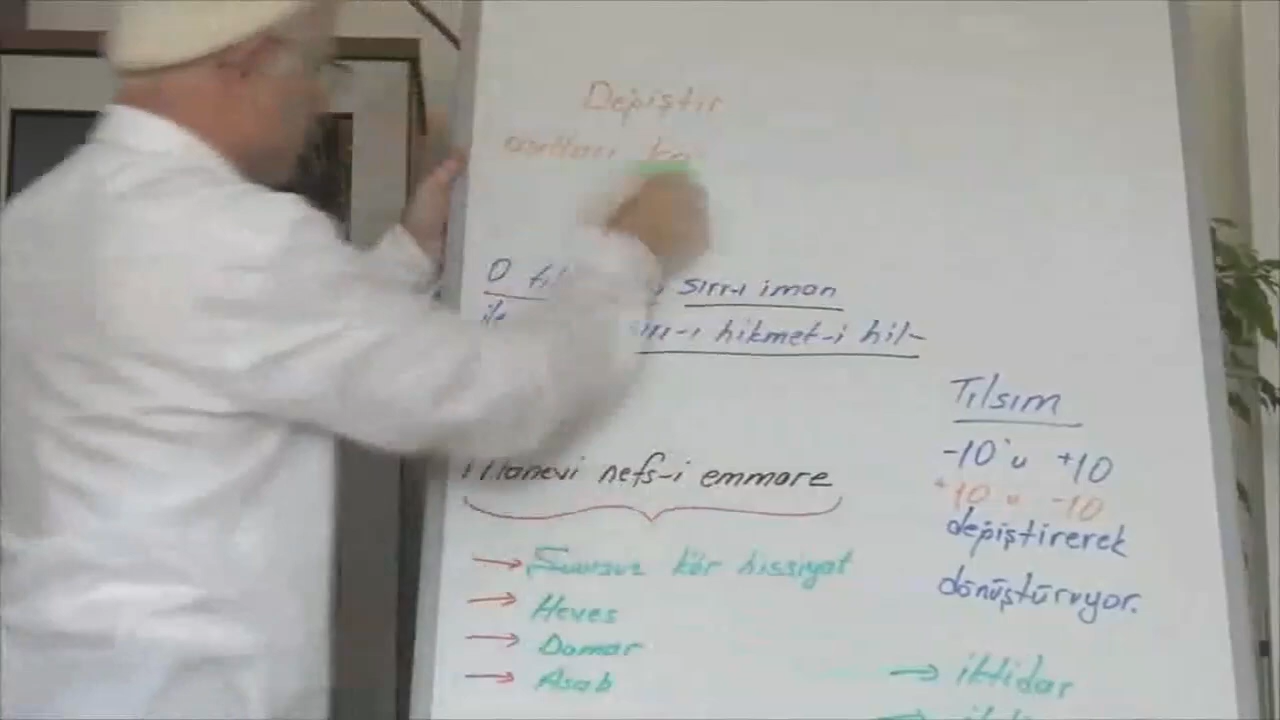 Değiştir
O sırr-ı iman
ile hikmet-i hil-
Tılsım
-10'u +10
+10 u -10
değiştirerek
dönüştürüyor.
Manevi nefs-i emmare
→ Şuursuz kör hissiyat
→ Heves
→ Damar
→ Asab
→ iktidar